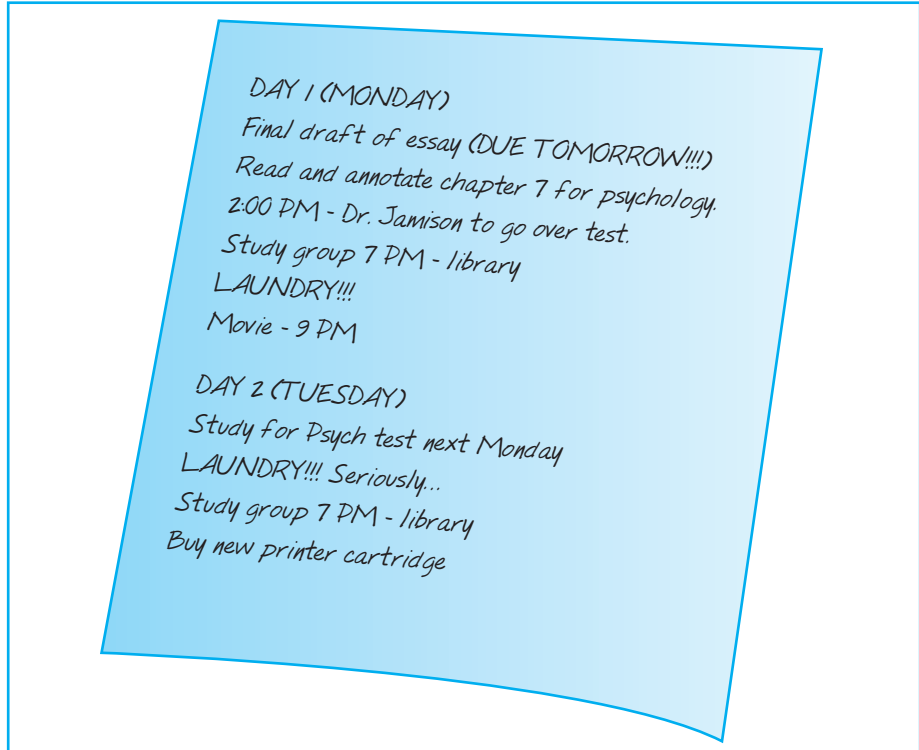 DAY 1 (MONDAY)
Final draft of essay (DUE TOMORROW!!!)
Read and annotate chapter 7 for psychology.
2:00 PM - Dr. Jamison to go over test.
Study group 7 PM - library
LAUNDRY!!!
Movie - 9 PM
DAY 2 (TUESDAY)
Study for Psych test next Monday
LAUNDRY!!! Seriously...
Study group 7 PM - library
Buy new printer cartridge